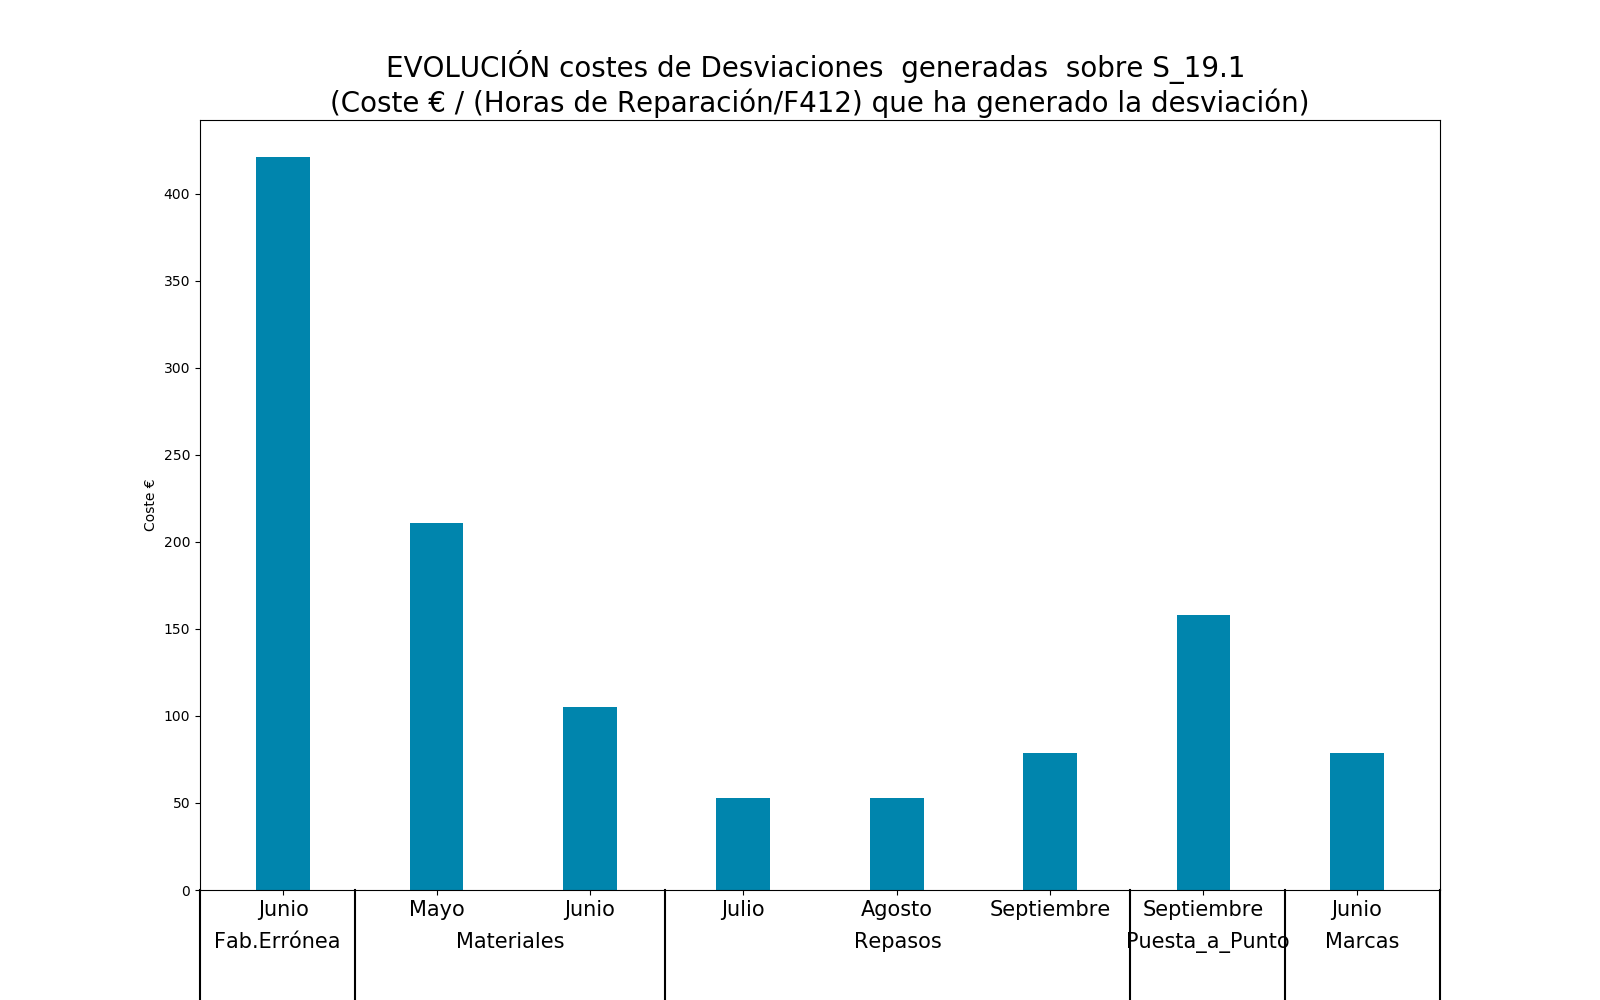 EVOLUCIÓN costes de Desviaciones  generadas  sobre S_19.1
(Coste € / (Horas de Reparación/F412) que ha generado la desviación)
400
350
300
250
200
150
100
50
0
Coste €
Junio Mayo Junio Julio Agosto Septiembre Septiembre Junio
Fab.Errónea Materiales Repasos Puesta_a_Punto Marcas